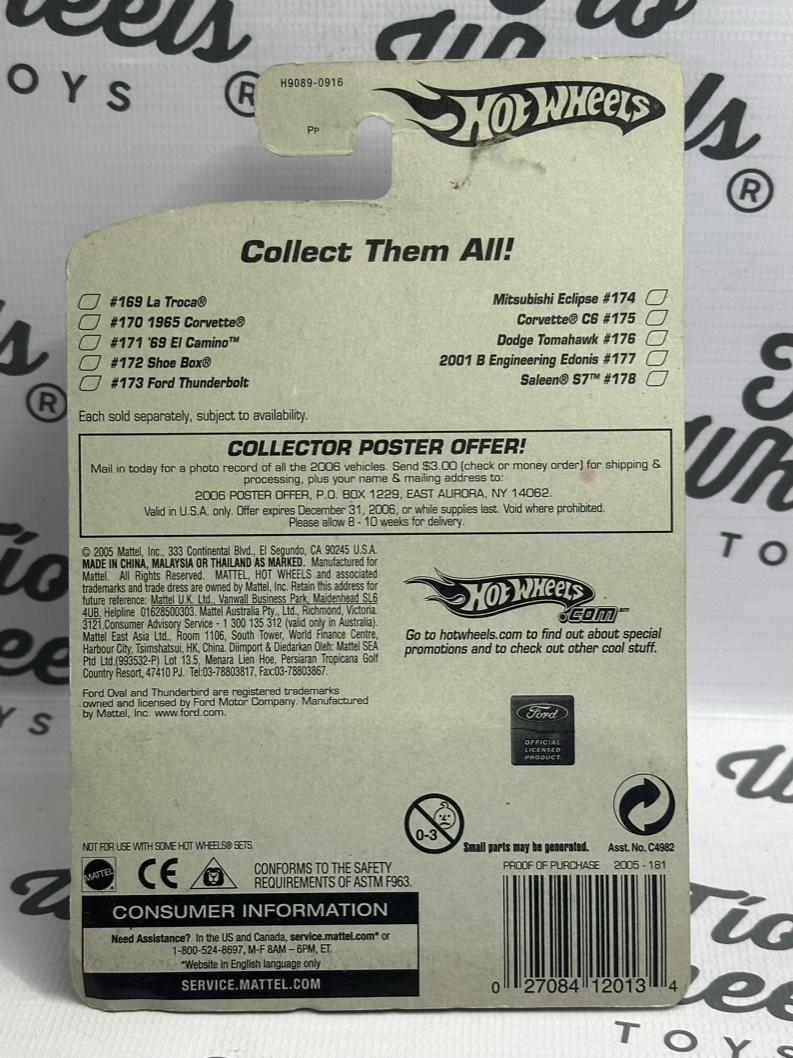 eels
TOYS ®
H9089-0916
PP
HOT WHEELS
®
Collect Them All!
#169 La Troca®
#170 1965 Corvette®
#171 '69 El Camino™
#172 Shoe Box®
#173 Ford Thunderbolt
Mitsubishi Eclipse #174
Corvette® C6 #175
Dodge Tomahawk #176
2001 B Engineering Edonis #177
Saleen® S7™ #178
®
Each sold separately, subject to availability.
COLLECTOR POSTER OFFER!
Mail in today for a photo record of all the 2006 vehicles. Send $3.00 (check or money order) for shipping &
processing, plus your name & mailing address to:
2006 POSTER OFFER, P.O. BOX 1229, EAST AURORA, NY 14062.
Valid in U.S.A. only. Offer expires December 31, 2006, or while supplies last. Void where prohibited.
Please allow 8 - 10 weeks for delivery.
© 2005 Mattel, Inc., 333 Continental Blvd., El Segundo, CA 90245 U.S.A.
MADE IN CHINA, MALAYSIA OR THAILAND AS MARKED. Manufactured for
Mattel. All Rights Reserved. MATTEL, HOT WHEELS and associated
trademarks and trade dress are owned by Mattel, Inc. Retain this address for
future reference: Mattel U.K. Ltd., Vanwall Business Park, Maidenhead SL6
4UB. Helpline 01628500303. Mattel Australia Pty., Ltd., Richmond, Victoria.
3121.Consumer Advisory Service - 1 300 135 312 (valid only in Australia).
Mattel East Asia Ltd., Room 1106, South Tower, World Finance Centre,
Harbour City, Tsimshatsui, HK, China. Diimport & Diedarkan Oleh: Mattel SEA
Ptd Ltd.(993532-P) Lot 13.5, Menara Lien Hoe, Persiaran Tropicana Golf
Country Resort, 47410 PJ. Tel:03-78803817, Fax:03-78803867.
Ford Oval and Thunderbird are registered trademarks
owned and licensed by Ford Motor Company. Manufactured
by Mattel, Inc. www.ford.com.
HOT WHEELS
.COM℠
Go to hotwheels.com to find out about special
promotions and to check out other cool stuff.
Ford
OFFICIAL
LICENSED
PRODUCT
0-3
Small parts may be generated.
Asst. No. C4982
NOT FOR USE WITH SOME HOT WHEELS® SETS.
MATTEL
CE
CONFORMS TO THE SAFETY
REQUIREMENTS OF ASTM F963.
PROOF OF PURCHASE 2005 - 181
CONSUMER INFORMATION
Need Assistance? In the US and Canada, service.mattel.com* or
1-800-524-8697, M-F 8AM – 6PM, ET.
*Website in English language only
SERVICE.MATTEL.COM
0 27084 12013 4
TOYS